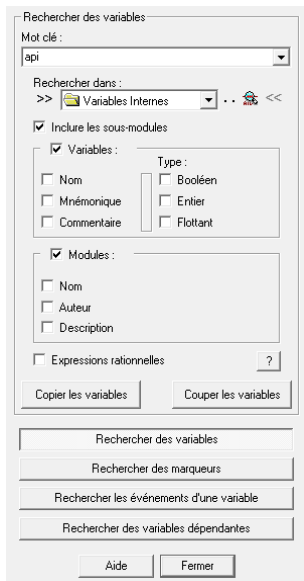 Rechercher des variables
Mot clé :
api
Rechercher dans :
>> Variables Internes . . <<
Inclure les sous-modules
Variables :
Type :
Nom Booléen
Mnémonique Entier
Commentaire Flottant
Modules :
Nom
Auteur
Description
Expressions rationnelles ?
Copier les variables Couper les variables
Rechercher des variables
Rechercher des marqueurs
Rechercher les événements d'une variable
Rechercher des variables dépendantes
Aide Fermer